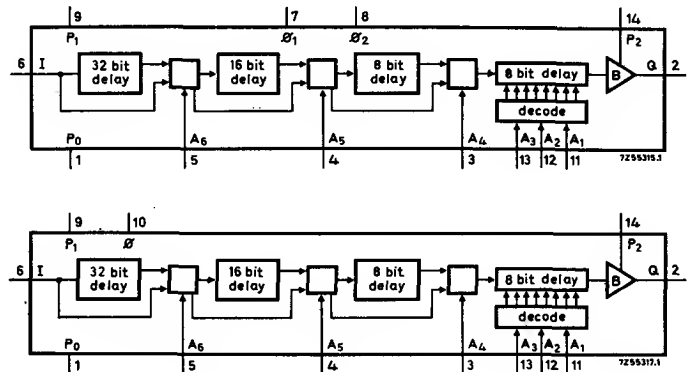 9 7 8 14
P1 Ø1 Ø2 P2
6 I 32 bit delay 16 bit delay 8 bit delay 8 bit delay B Q 2
decode
P0 A6 A5 A4 A3 A2 A1
1 5 4 3 13 12 11 7Z55315.1
9 10 14
P1 Ø P2
6 I 32 bit delay 16 bit delay 8 bit delay 8 bit delay B Q 2
decode
P0 A6 A5 A4 A3 A2 A1
1 5 4 3 13 12 11 7Z55317.1